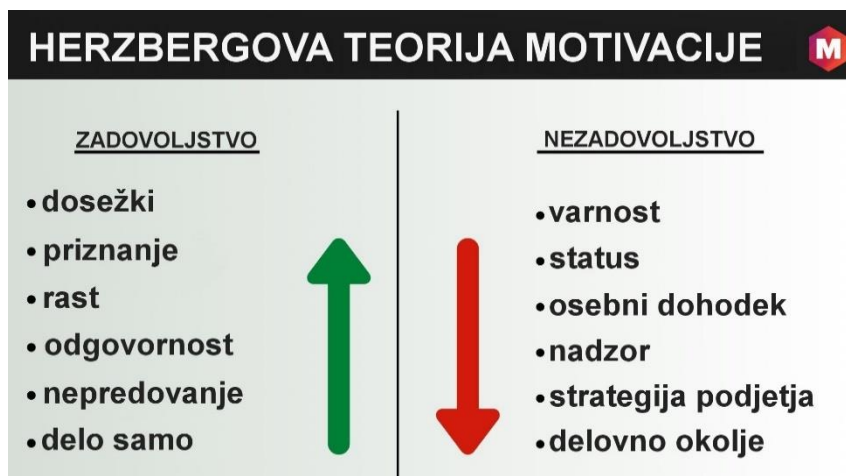 HERZBERGOVA TEORIJA MOTIVACIJE M
ZADOVOLJSTVO
• dosežki
• priznanje
• rast
• odgovornost
• nepredovanje
• delo samo
NEZADOVOLJSTVO
• varnost
• status
• osebni dohodek
• nadzor
• strategija podjetja
• delovno okolje